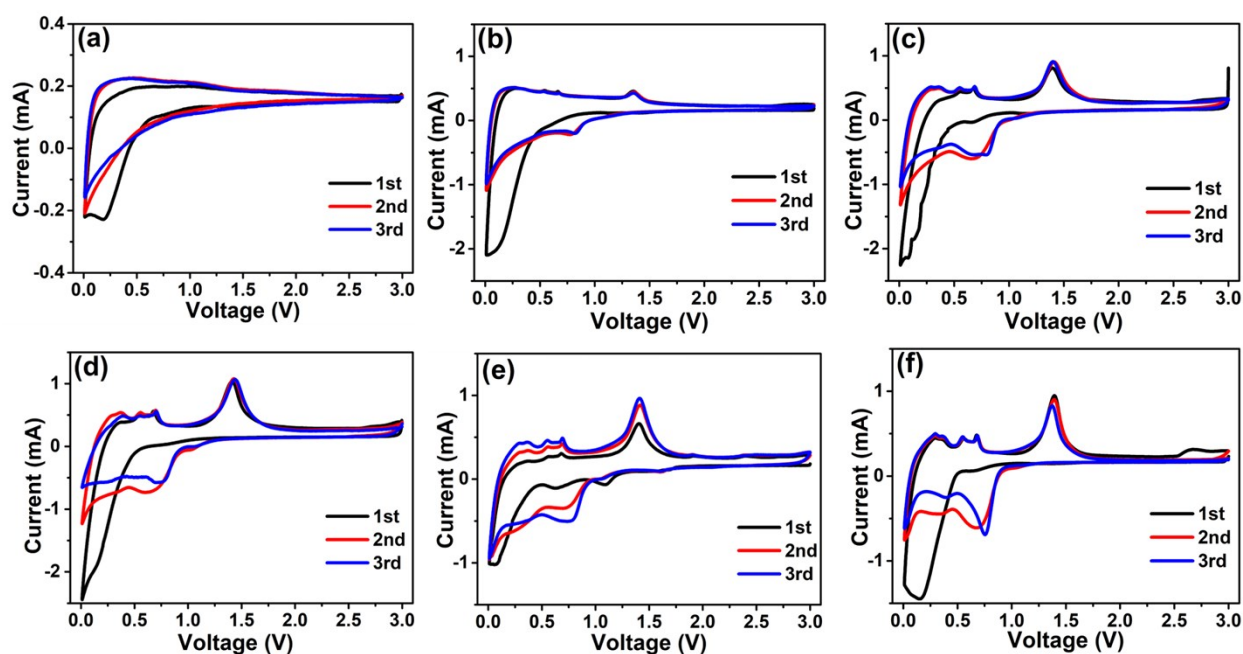 (a)
Current (mA)
0.4
0.2
0.0
-0.2
-0.4
1st
2nd
3rd
0.0 0.5 1.0 1.5 2.0 2.5 3.0
Voltage (V)
(b)
Current (mA)
1
0
-1
-2
1st
2nd
3rd
0.0 0.5 1.0 1.5 2.0 2.5 3.0
Voltage (V)
(c)
Current (mA)
1
0
-1
-2
1st
2nd
3rd
0.0 0.5 1.0 1.5 2.0 2.5 3.0
Voltage (V)
(d)
Current (mA)
1
0
-1
-2
1st
2nd
3rd
0.0 0.5 1.0 1.5 2.0 2.5 3.0
Voltage (V)
(e)
Current (mA)
1
0
-1
1st
2nd
3rd
0.0 0.5 1.0 1.5 2.0 2.5 3.0
Voltage (V)
(f)
Current (mA)
1
0
-1
1st
2nd
3rd
0.0 0.5 1.0 1.5 2.0 2.5 3.0
Voltage (V)